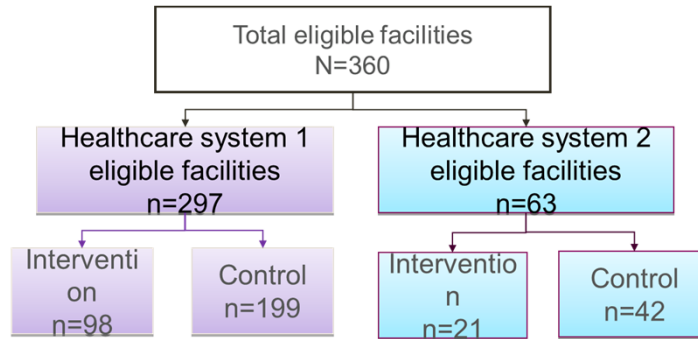 Total eligible facilities
N=360
Healthcare system 1
eligible facilities
n=297
Healthcare system 2
eligible facilities
n=63
Interventi
on
n=98
Control
n=199
Interventio
n
n=21
Control
n=42